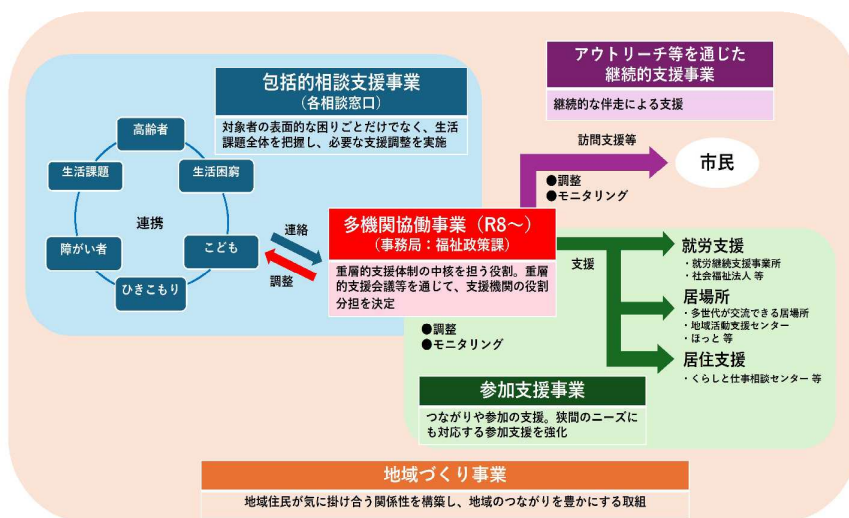 包括的相談支援事業
（各相談窓口）
対象者の表面的な困りごとだけでなく、生活
課題全体を把握し、必要な支援調整を実施
高齢者
生活課題
生活困窮
連携
障がい者
こども
ひきこもり
連絡
調整
多機関協働事業（R8～）
（事務局：福祉政策課）
重層的支援体制の中核を担う役割。重層
的支援会議等を通じて、支援機関の役割
分担を決定
アウトリーチ等を通じた
継続的支援事業
継続的な伴走による支援
訪問支援等
●調整
●モニタリング
市民
支援
就労支援
・就労継続支援事業所
・社会福祉法人 等
居場所
・多世代が交流できる居場所
・地域活動支援センター
・ほっと 等
居住支援
・くらしと仕事相談センター 等
●調整
●モニタリング
参加支援事業
つながりや参加の支援。狭間のニーズに
も対応する参加支援を強化
地域づくり事業
地域住民が気に掛け合う関係性を構築し、地域のつながりを豊かにする取組